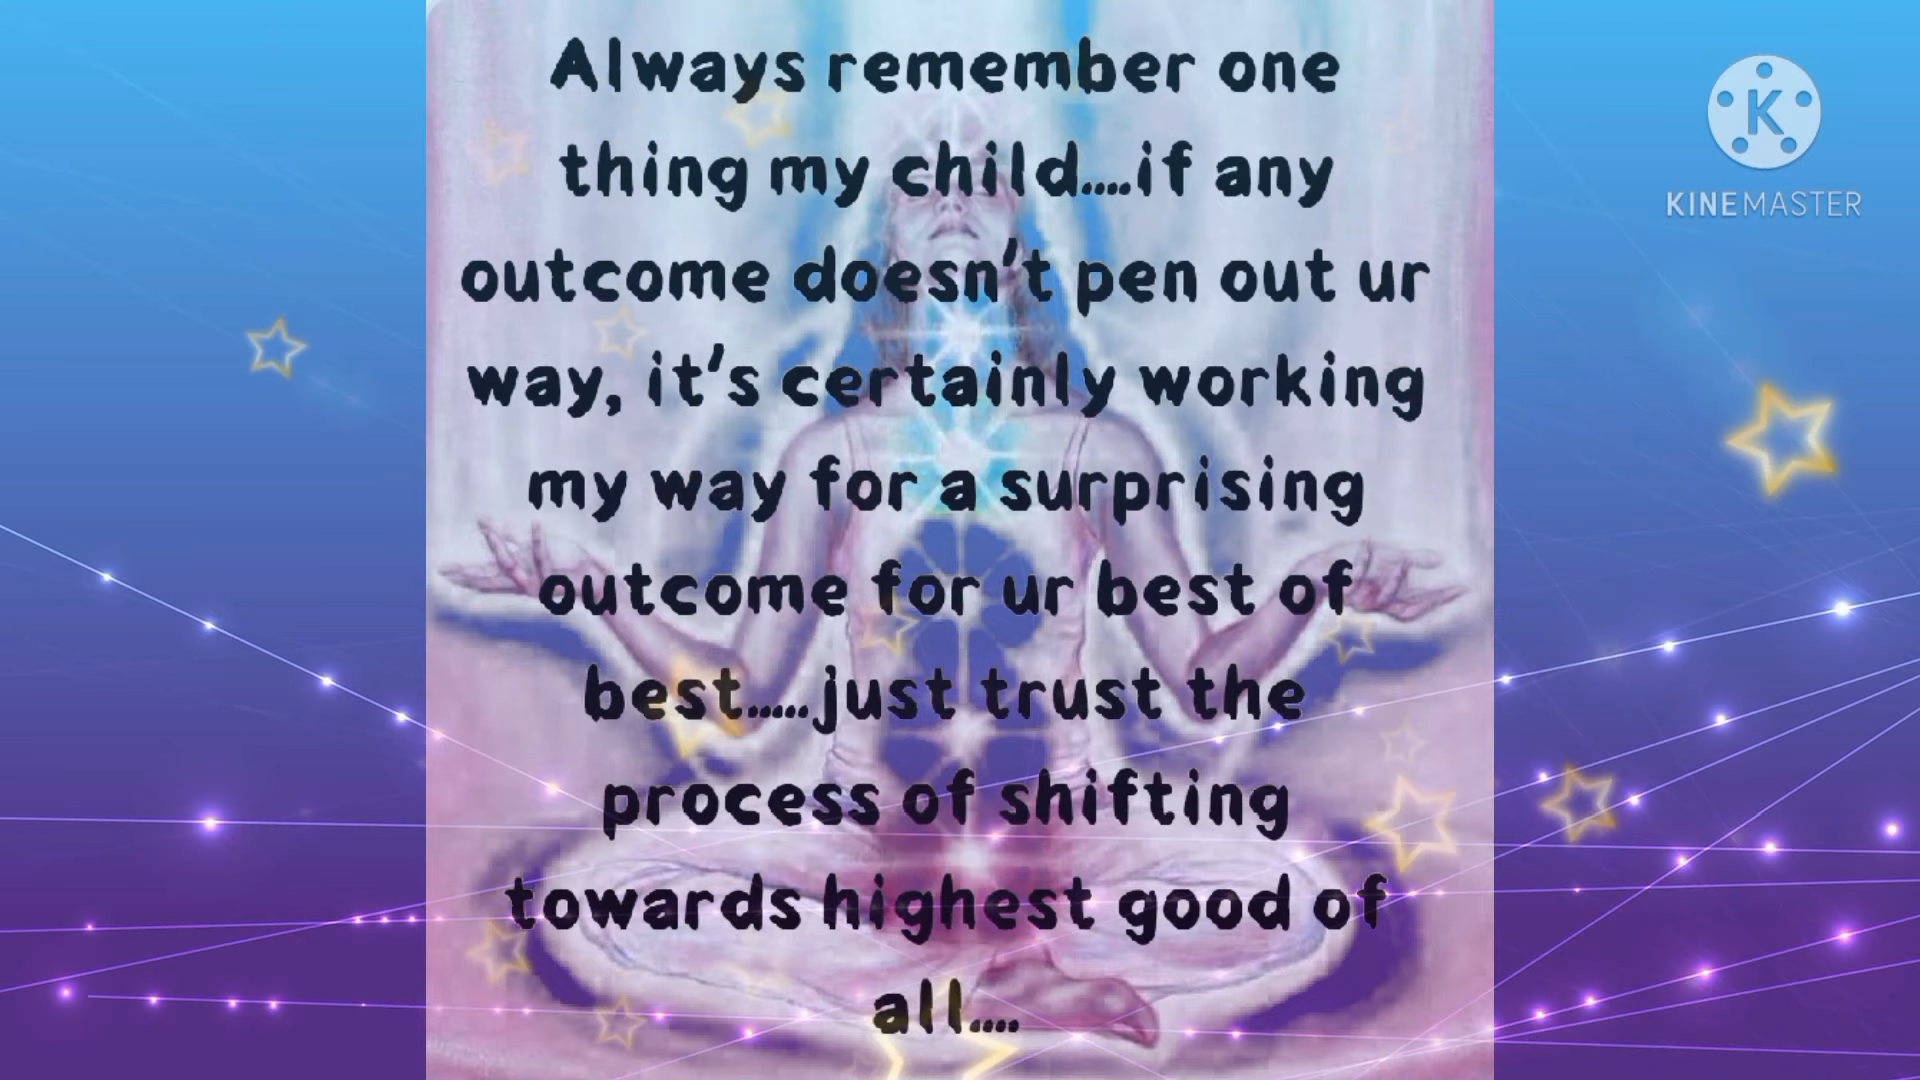 Always remember one
thing my child....if any
outcome doesn't pen out ur
way, it's certainly working
my way for a surprising
outcome for ur best of
best.....just trust the
process of shifting
towards highest good of
all....
K
KINEMASTER